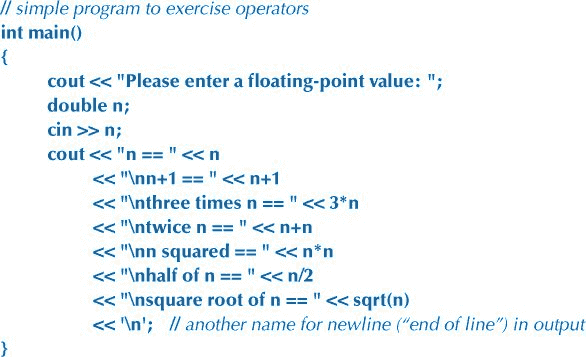 // simple program to exercise operators
int main()
{
cout << "Please enter a floating-point value: ";
double n;
cin >> n;
cout << "n == " << n
<< "\nn+1 == " << n+1
<< "\nthree times n == " << 3*n
<< "\ntwice n == " << n+n
<< "\nn squared == " << n*n
<< "\nhalf of n == " << n/2
<< "\nsquare root of n == " << sqrt(n)
<< '\n'; // another name for newline (“end of line”) in output
}